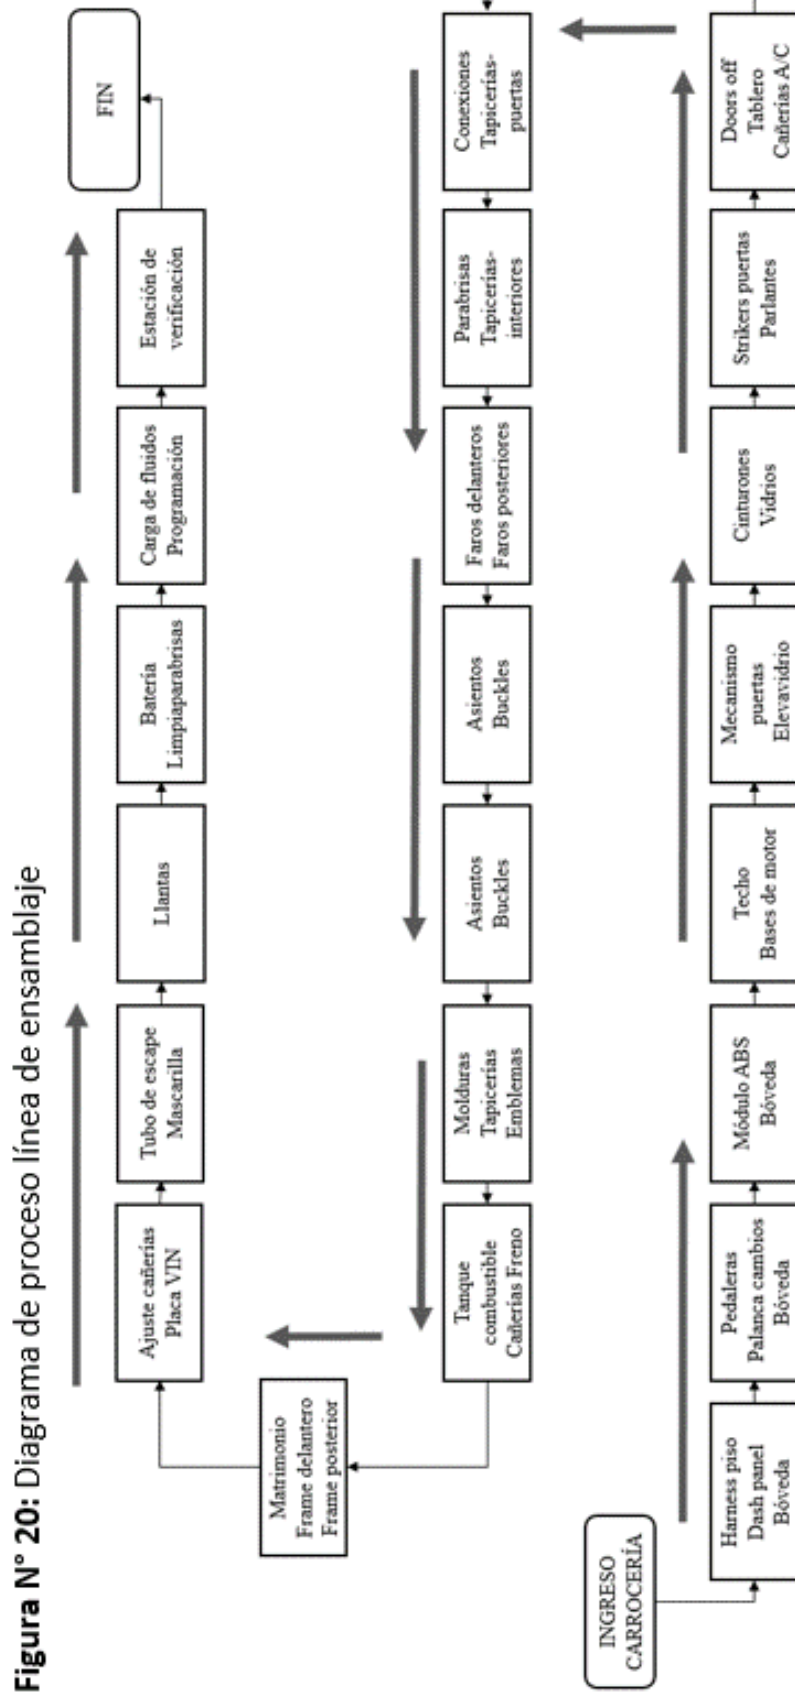 Figura N° 20: Diagrama de proceso línea de ensamblaje
INGRESO
CARROCERÍA
Harness piso
Dash panel
Bóveda
Pedaleras
Palanca cambios
Bóveda
Módulo ABS
Bóveda
Techo
Bases de motor
Mecanismo
puertas
Elevavidrio
Cinturones
Vidrios
Strikers puertas
Parlantes
Doors off
Tablero
Cañerías A/C
Conexiones
Tapicerías-
puertas
Parabrisas
Tapicerías-
interiores
Faros delanteros
Faros posteriores
Asientos
Buckles
Asientos
Buckles
Molduras
Tapicerías
Emblemas
Tanque
combustible
Cañerías Freno
Matrimonio
Frame delantero
Frame posterior
Ajuste cañerías
Placa VIN
Tubo de escape
Mascarilla
Llantas
Batería
Limpiaparabrisas
Carga de fluidos
Programación
Estación de
verificación
FIN